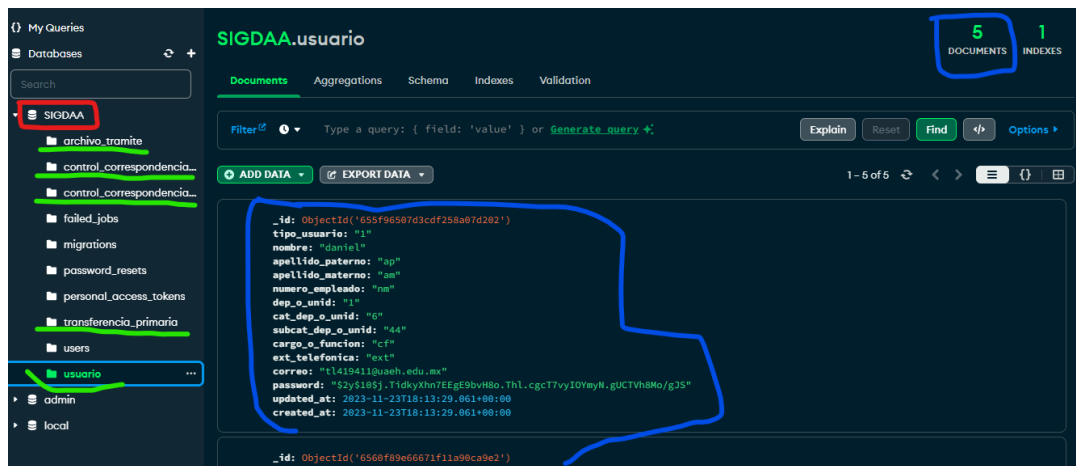 {} My Queries
Databases
Search
SIGDAA
archivo_tramite
control_correspondencia...
control_correspondencia...
failed_jobs
migrations
password_resets
personal_access_tokens
transferencia_primaria
users
usuario
admin
local
SIGDAA.usuario
5
DOCUMENTS
1
INDEXES
Documents Aggregations Schema Indexes Validation
Filter Type a query: { field: 'value' } or Generate query Explain Reset Find </> Options
ADD DATA EXPORT DATA 1 - 5 of 5 {}
_id: ObjectId('655f96507d3cdf258a07d202')
tipo_usuario: "1"
nombre: "daniel"
apellido_paterno: "ap"
apellido_materno: "am"
numero_empleado: "nm"
dep_o_unid: "1"
cat_dep_o_unid: "6"
subcat_dep_o_unid: "44"
cargo_o_funcion: "cf"
ext_telefonica: "ext"
correo: "tl419411@uaeh.edu.mx"
password: "$2y$10$j.TidkyXhn7EEgE9bvH8o.Thl.cgcT7vyIOYmyN.gUCTVh8Mo/gJS"
updated_at: 2023-11-23T18:13:29.061+00:00
created_at: 2023-11-23T18:13:29.061+00:00
_id: ObjectId('6560f89e66671f11a90ca9e2')